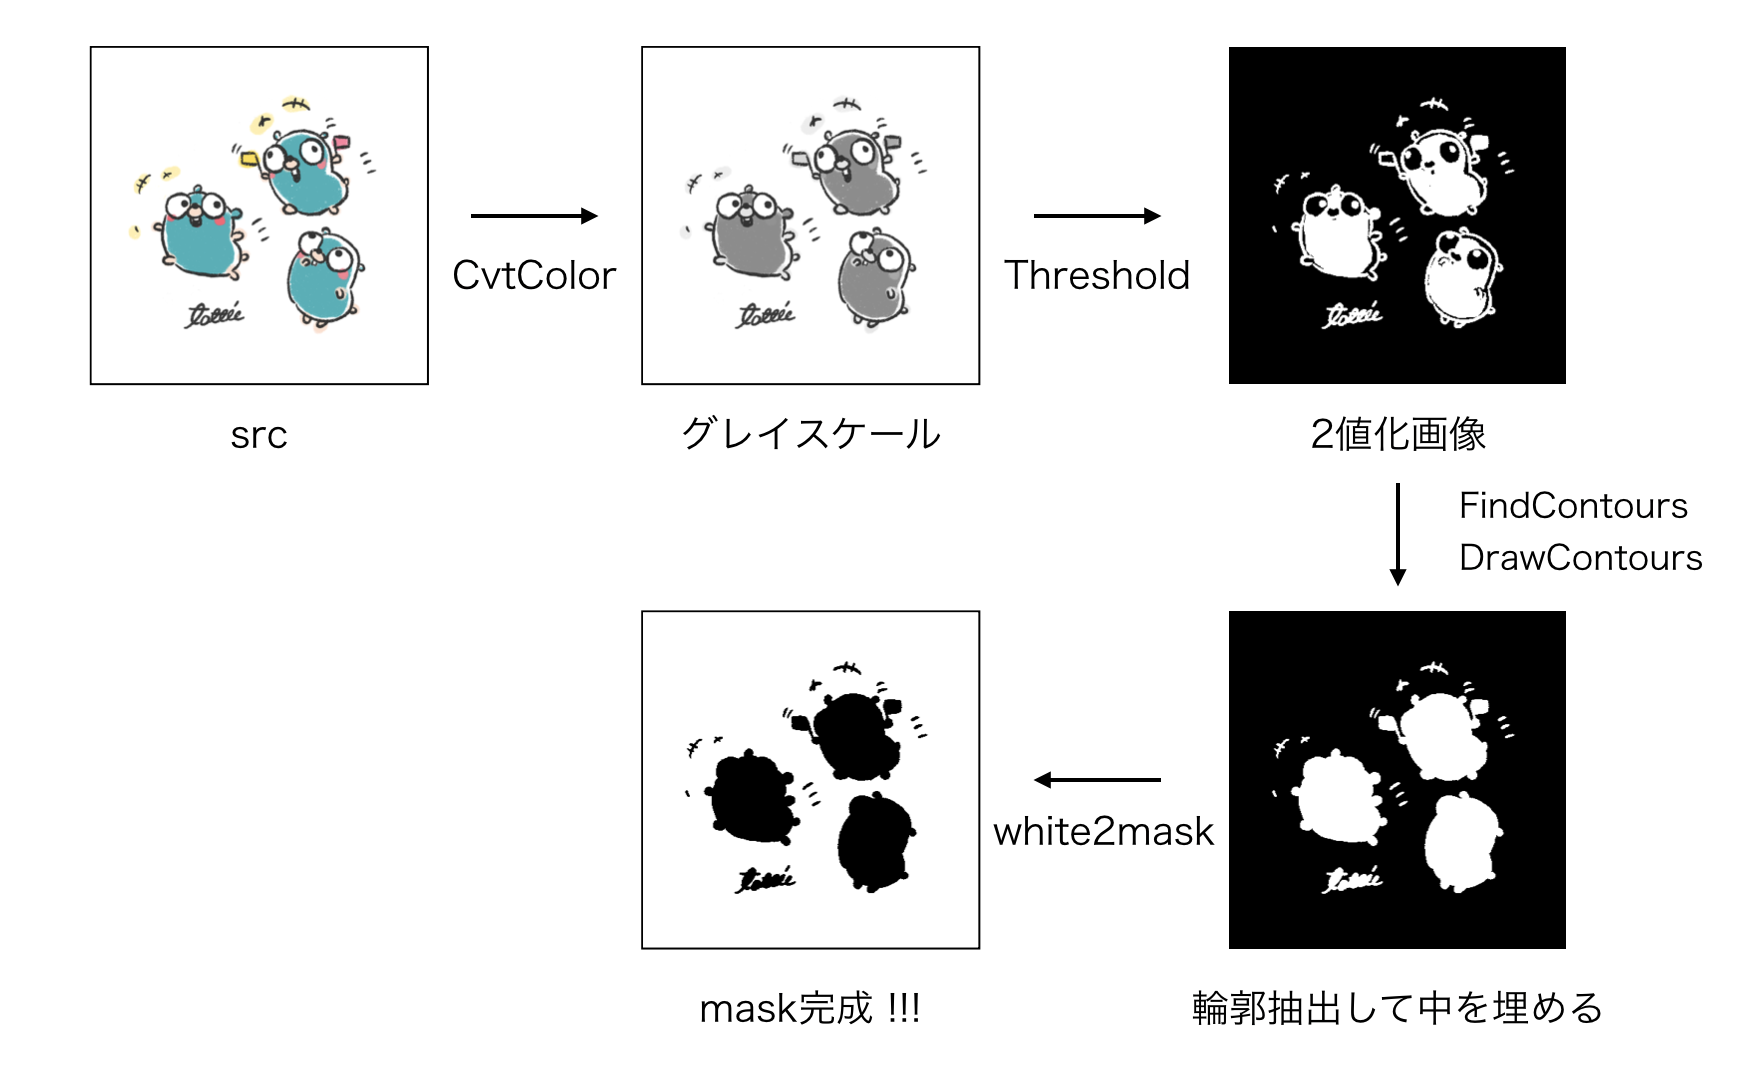 CvtColor
Threshold
src
グレイスケール
2値化画像
FindContours
DrawContours
white2mask
mask完成 !!!
輪郭抽出して中を埋める